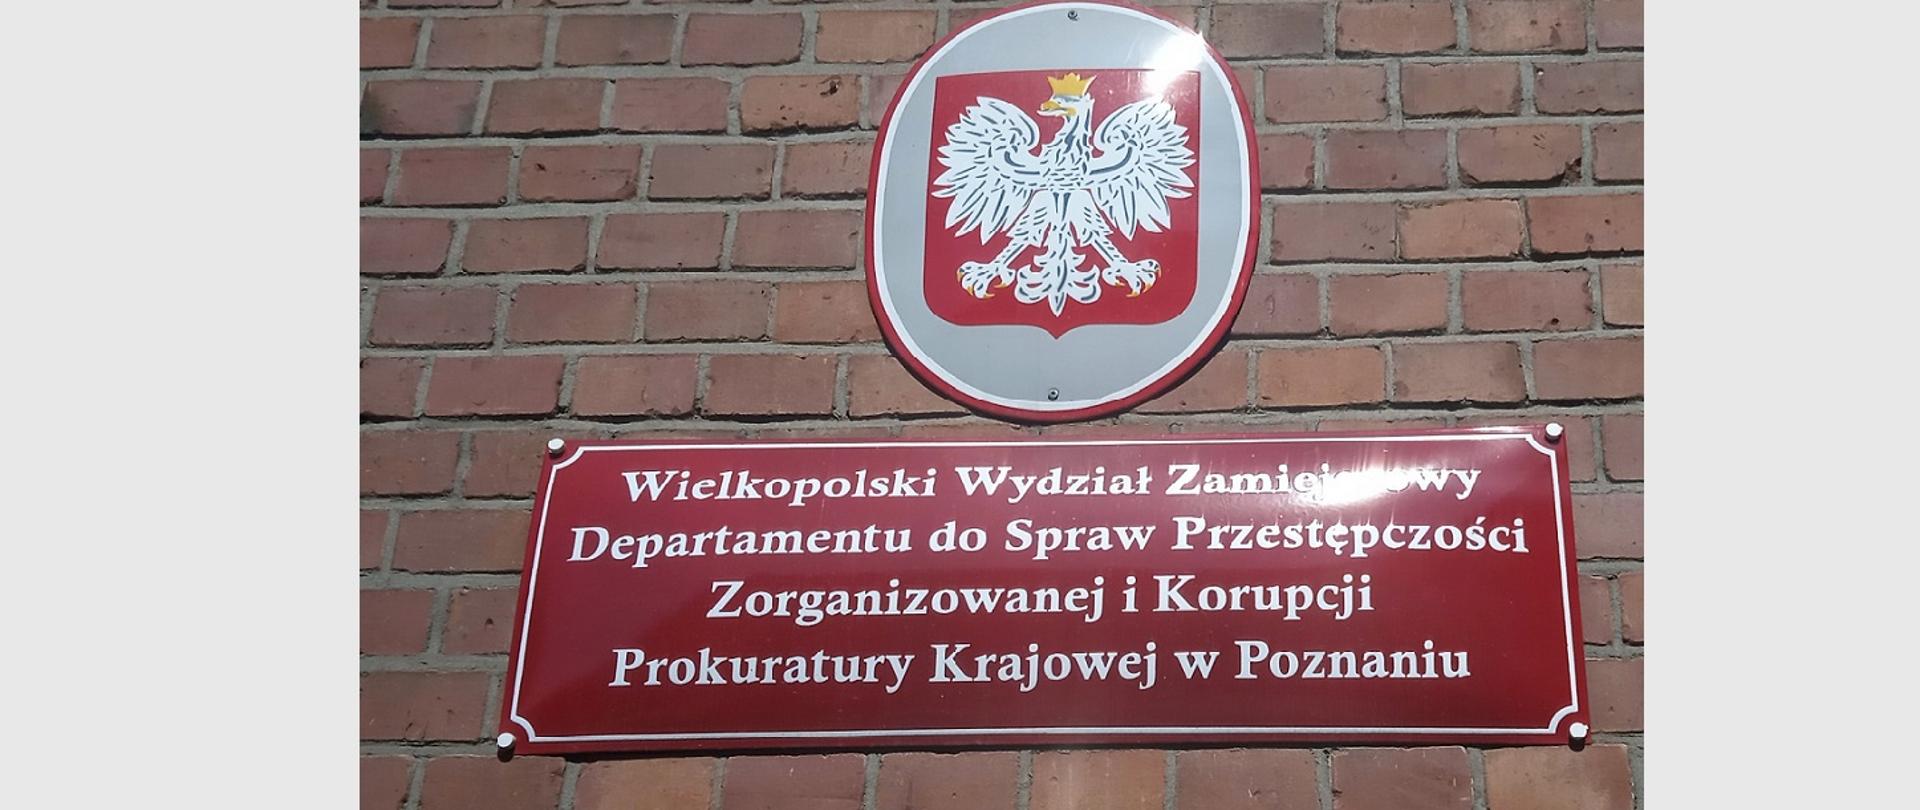 Wielkopolski Wydział
Departamentu do Spraw Przestępczości
Zorganizowanej i Korupcji
Prokuratury Krajowej w Poznaniu